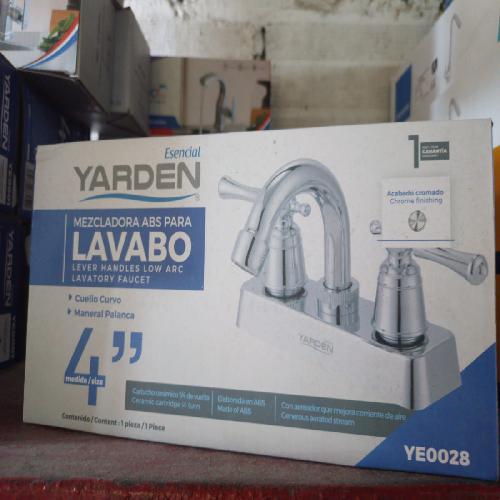 Esencial
YARDEN
MEZCLADORA ABS PARA
LAVABO
LEVER HANDLES LOW ARC
LAVATORY FAUCET
Cuello Curvo
Maneral Palanca
4”
medida/size
Contenido/Content: 1 pieza/1 Piece
1
GARANTÍA
Acabado cromado
Chrome finishing
YARDEN
Cartucho cerámico ¼ de vuelta
Ceramic cartridge ¼ turn
Elaborada en ABS
Made of ABS
Con aereador que mejora corriente de aire
Generous aerated stream
YE0028
YARDEN
YARDEN